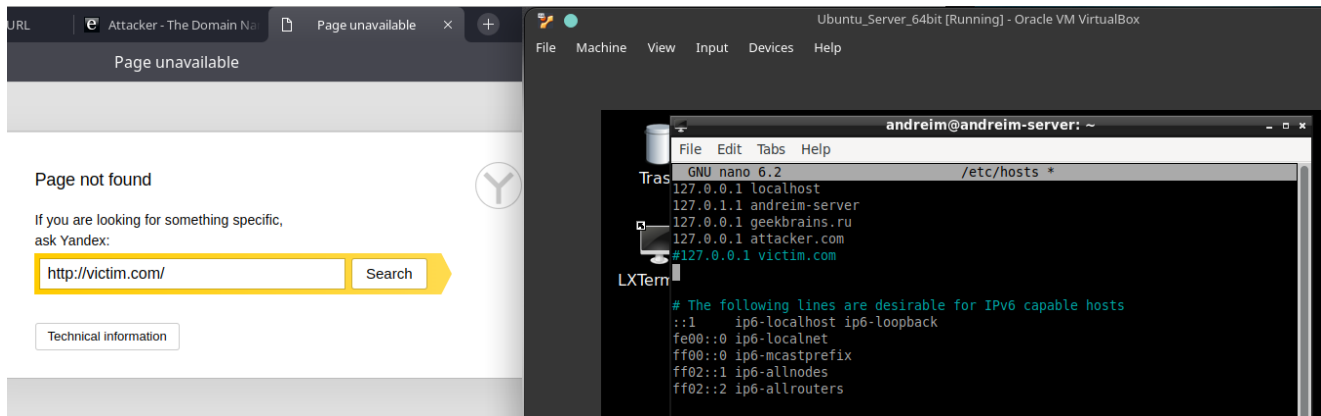 URL
e Attacker - The Domain Na
Page unavailable
Page unavailable
Page not found
If you are looking for something specific,
ask Yandex:
http://victim.com/ Search
Technical information
Ubuntu_Server_64bit [Running] - Oracle VM VirtualBox
File Machine View Input Devices Help
Tras
LXTerm
andreim@andreim-server: ~
File Edit Tabs Help
GNU nano 6.2 /etc/hosts *
127.0.0.1 localhost
127.0.1.1 andreim-server
127.0.0.1 geekbrains.ru
127.0.0.1 attacker.com
#127.0.0.1 victim.com
# The following lines are desirable for IPv6 capable hosts
::1 ip6-localhost ip6-loopback
fe00::0 ip6-localnet
ff00::0 ip6-mcastprefix
ff02::1 ip6-allnodes
ff02::2 ip6-allrouters